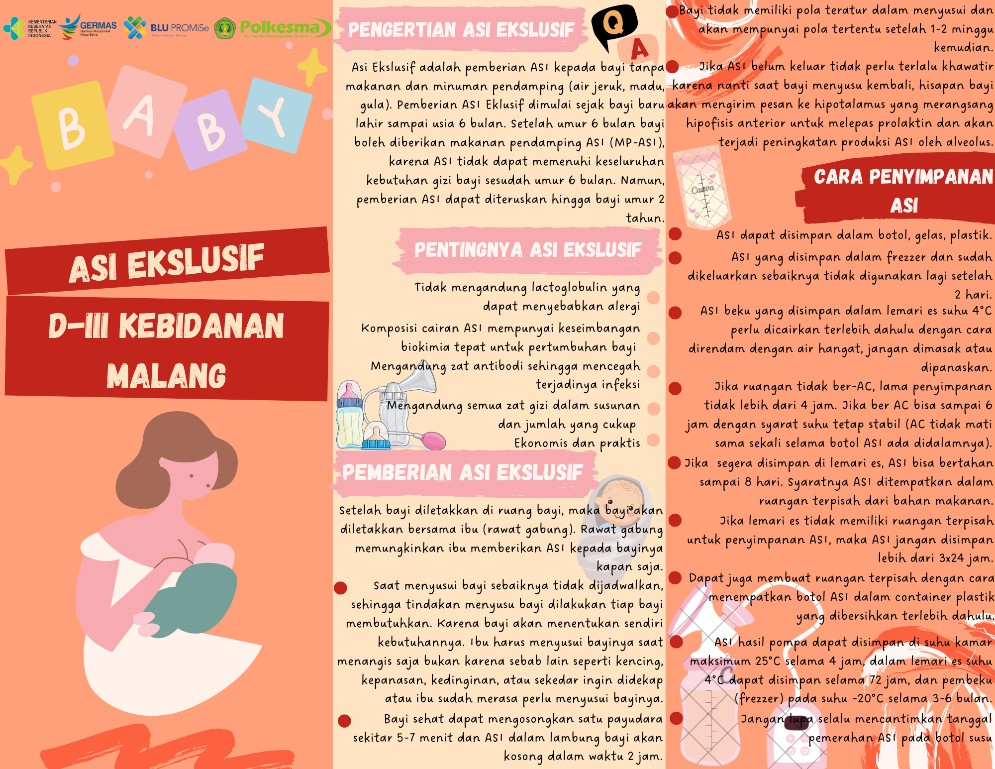 KEMENTERIAN
KESEHATAN
REPUBLIK
INDONESIA
GERMAS
BLU PROMISe
Polkesma
BABY
ASI EKSLUSIF
D-III KEBIDANAN
MALANG
PENGERTIAN ASI EKSLUSIF
Q
A
Asi Ekslusif adalah pemberian ASI kepada bayi tanpa
makanan dan minuman pendamping (air jeruk, madu,
gula). Pemberian ASI Eklusif dimulai sejak bayi baru
lahir sampai usia 6 bulan. Setelah umur 6 bulan bayi
boleh diberikan makanan pendamping ASI (MP-ASI),
karena ASI tidak dapat memenuhi keseluruhan
kebutuhan gizi bayi sesudah umur 6 bulan. Namun,
pemberian ASI dapat diteruskan hingga bayi umur 2
tahun.
PENTINGNYA ASI EKSLUSIF
Tidak mengandung lactoglobulin yang
dapat menyebabkan alergi
Komposisi cairan ASI mempunyai keseimbangan
biokimia tepat untuk pertumbuhan bayi
Mengandung zat antibodi sehingga mencegah
terjadinya infeksi
Mengandung semua zat gizi dalam susunan
dan jumlah yang cukup
Ekonomis dan praktis
PEMBERIAN ASI EKSLUSIF
Setelah bayi diletakkan di ruang bayi, maka bayi akan
diletakkan bersama ibu (rawat gabung). Rawat gabung
memungkinkan ibu memberikan ASI kepada bayinya
kapan saja.
Saat menyusui bayi sebaiknya tidak dijadwalkan,
sehingga tindakan menyusu bayi dilakukan tiap bayi
membutuhkan. Karena bayi akan menentukan sendiri
kebutuhannya. Ibu harus menyusui bayinya saat
menangis saja bukan karena sebab lain seperti kencing,
kepanasan, kedinginan, atau sekedar ingin didekap
atau ibu sudah merasa perlu menyusui bayinya.
Bayi sehat dapat mengosongkan satu payudara
sekitar 5-7 menit dan ASI dalam lambung bayi akan
kosong dalam waktu 2 jam.
Bayi tidak memiliki pola teratur dalam menyusui dan
akan mempunyai pola tertentu setelah 1-2 minggu
kemudian.
Jika ASI belum keluar tidak perlu terlalu khawatir
karena nanti saat bayi menyusu kembali, hisapan bayi
akan mengirim pesan ke hipotalamus yang merangsang
hipofisis anterior untuk melepas prolaktin dan akan
terjadi peningkatan produksi ASI oleh alveolus.
Canva
CARA PENYIMPANAN
ASI
ASI dapat disimpan dalam botol, gelas, plastik.
ASI yang disimpan dalam frezzer dan sudah
dikeluarkan sebaiknya tidak digunakan lagi setelah
2 hari.
ASI beku yang disimpan dalam lemari es suhu 4°C
perlu dicairkan terlebih dahulu dengan cara
direndam dengan air hangat, jangan dimasak atau
dipanaskan.
Jika ruangan tidak ber-AC, lama penyimpanan
tidak lebih dari 4 jam. Jika ber AC bisa sampai 6
jam dengan syarat suhu tetap stabil (AC tidak mati
sama sekali selama botol ASI ada didalamnya).
Jika segera disimpan di lemari es, ASI bisa bertahan
sampai 8 hari. Syaratnya ASI ditempatkan dalam
ruangan terpisah dari bahan makanan.
Jika lemari es tidak memiliki ruangan terpisah
untuk penyimpanan ASI, maka ASI jangan disimpan
lebih dari 3x24 jam.
Dapat juga membuat ruangan terpisah dengan cara
menempatkan botol ASI dalam container plastik
yang dibersihkan terlebih dahulu.
ASI hasil pompa dapat disimpan di suhu kamar
maksimum 25°C selama 4 jam, dalam lemari es suhu
4°C dapat disimpan selama 72 jam, dan pembeku
(frezzer) pada suhu -20°C selama 3-6 bulan.
Jangan lupa selalu mencantimkan tanggal
pemerahan ASI pada botol susu